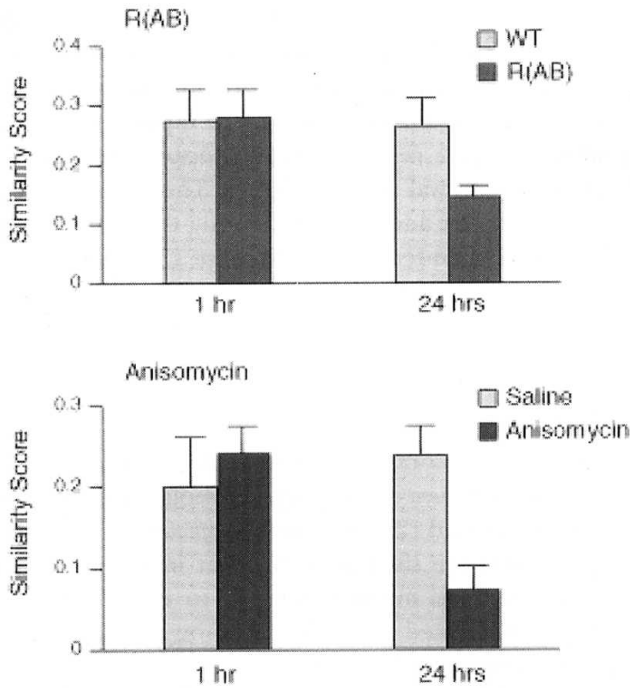 R(AB)
0.4
0.3
0.2
0.1
0
Similarity Score
WT
R(AB)
1 hr
24 hrs
Anisomycin
0.3
0.2
0.1
0
Similarity Score
Saline
Anisomycin
1 hr
24 hrs